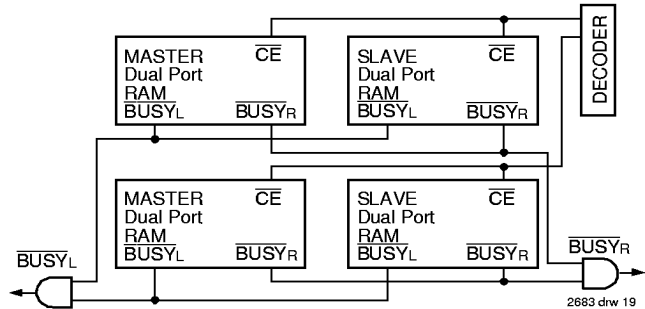 MASTER
Dual Port
RAM
BUSYL
CE
BUSYR
SLAVE
Dual Port
RAM
BUSYL
CE
BUSYR
DECODER
MASTER
Dual Port
RAM
BUSYL
CE
BUSYR
SLAVE
Dual Port
RAM
BUSYL
CE
BUSYR
BUSYL
BUSYR
2683 drw 19